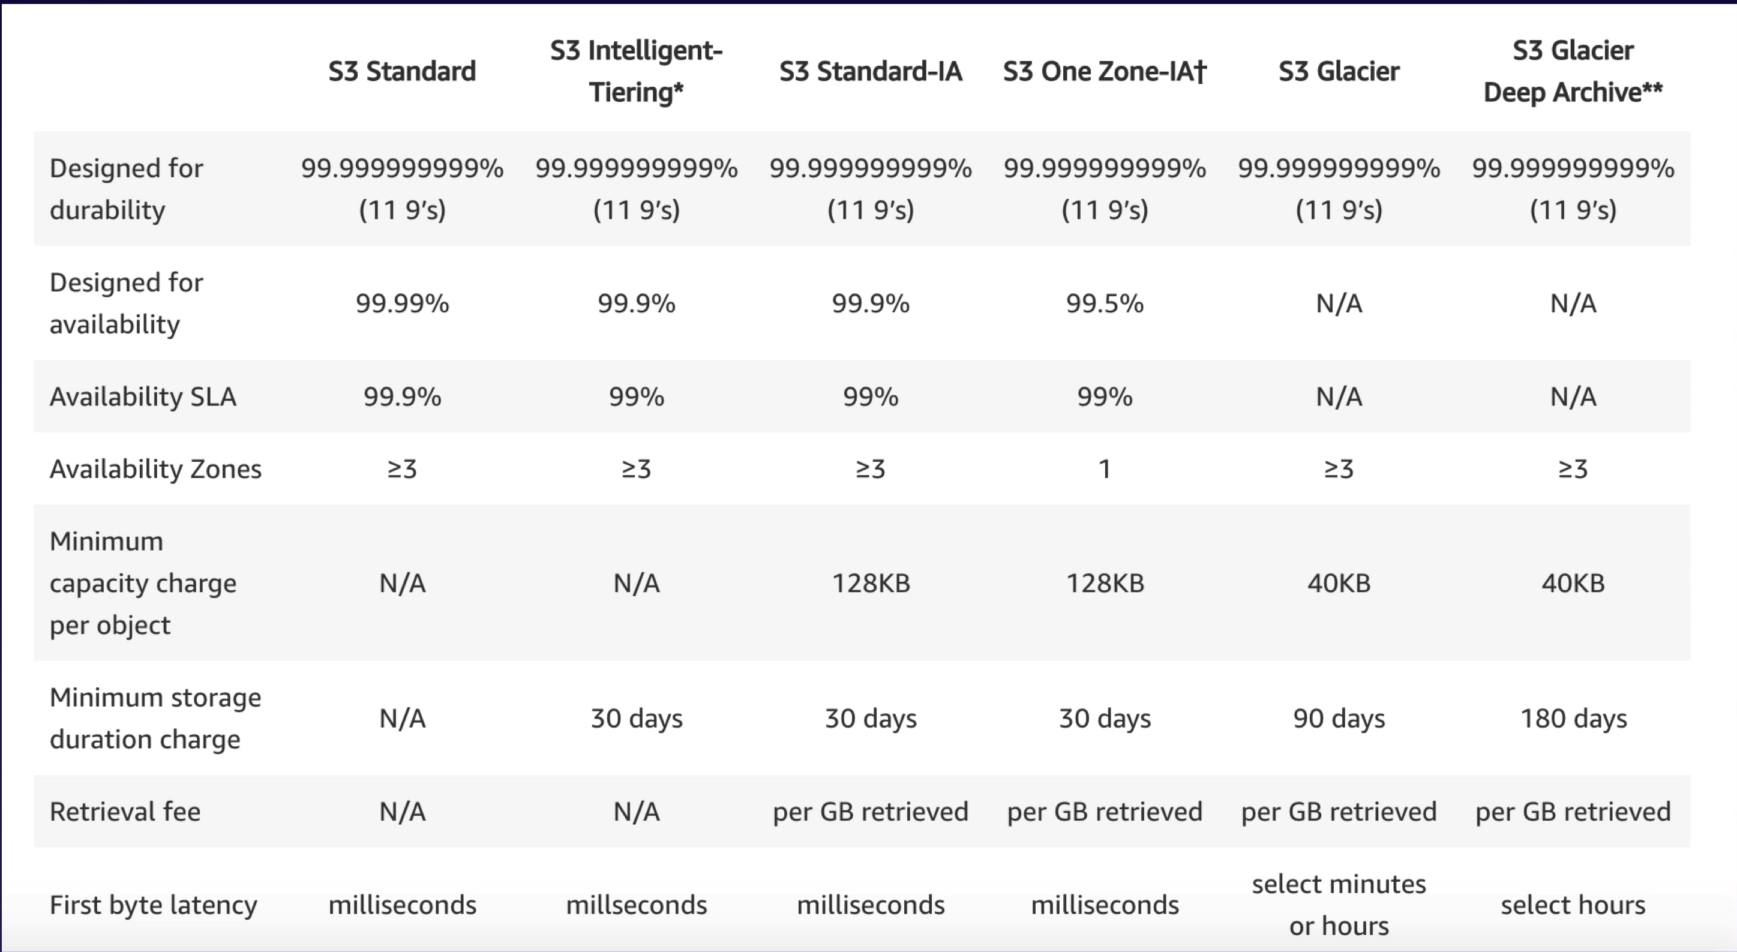 S3 Standard S3 Intelligent-Tiering* S3 Standard-IA S3 One Zone-IA† S3 Glacier S3 Glacier Deep Archive**
Designed for durability 99.999999999% (11 9’s) 99.999999999% (11 9’s) 99.999999999% (11 9’s) 99.999999999% (11 9’s) 99.999999999% (11 9’s) 99.999999999% (11 9’s)
Designed for availability 99.99% 99.9% 99.9% 99.5% N/A N/A
Availability SLA 99.9% 99% 99% 99% N/A N/A
Availability Zones ≥3 ≥3 ≥3 1 ≥3 ≥3
Minimum capacity charge per object N/A N/A 128KB 128KB 40KB 40KB
Minimum storage duration charge N/A 30 days 30 days 30 days 90 days 180 days
Retrieval fee N/A N/A per GB retrieved per GB retrieved per GB retrieved per GB retrieved
First byte latency milliseconds millseconds milliseconds milliseconds select minutes or hours select hours